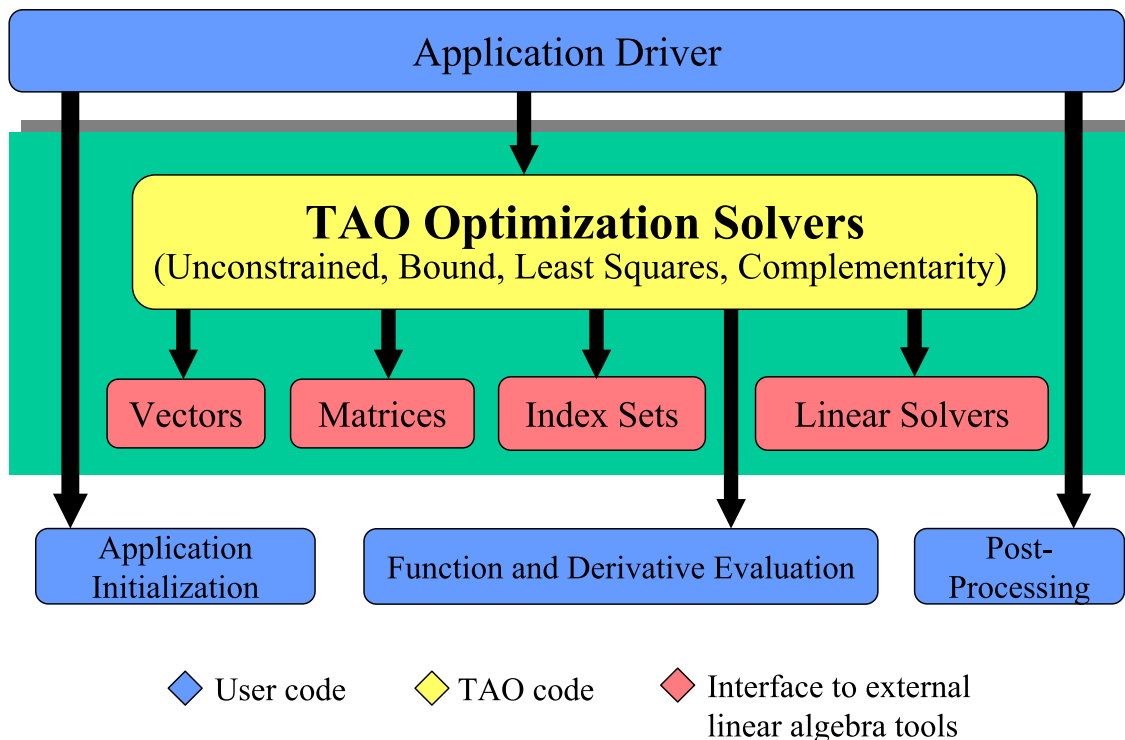 Application Driver
TAO Optimization Solvers
(Unconstrained, Bound, Least Squares, Complementarity)
Vectors
Matrices
Index Sets
Linear Solvers
Application
Initialization
Function and Derivative Evaluation
Post-
Processing
User code
TAO code
Interface to external
linear algebra tools